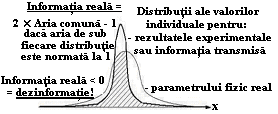 Informația reală =
2 × Aria comună - 1
dacă aria de sub
fiecare distribuție
este normată la 1
Informația reală < 0
= dezinformație!
Distribuții ale valorilor
individuale pentru:
- rezultatele experimentale
sau informația transmisă
- parametrului fizic real
x